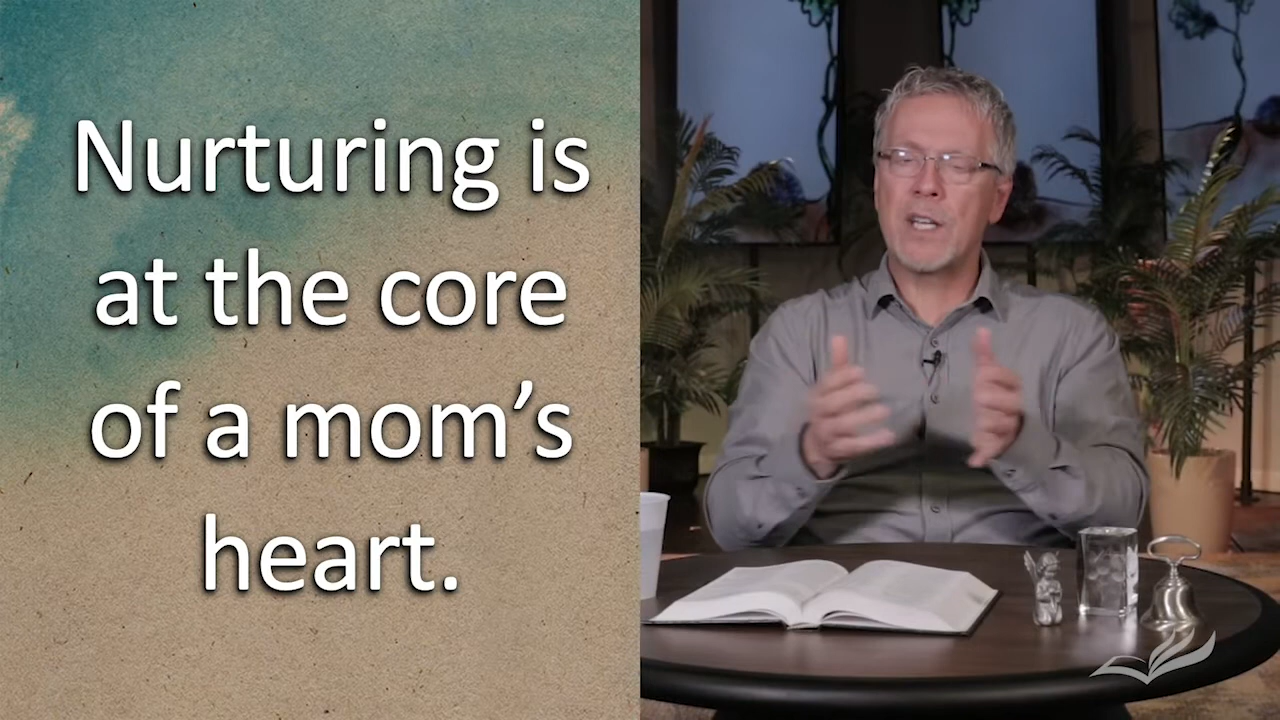 Nurturing is
at the core
of a mom’s
heart.